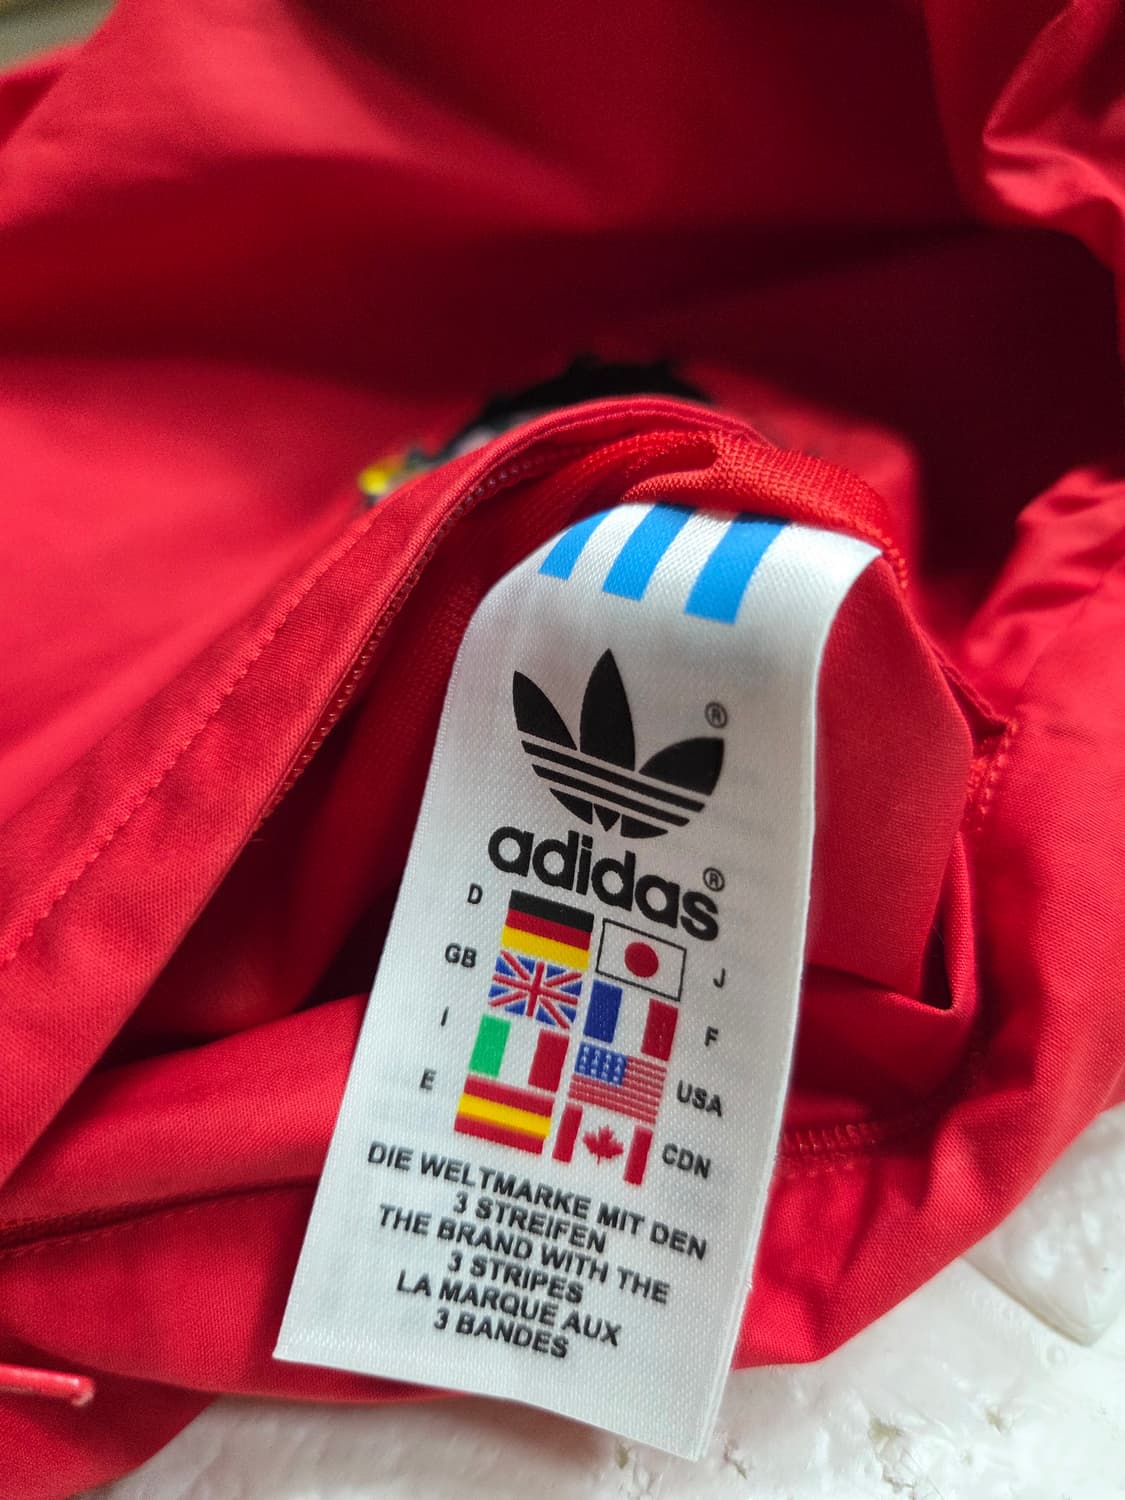 ®
adidas®
D
J
GB
F
I
USA
E
CDN
DIE WELTMARKE MIT DEN
3 STREIFEN
THE BRAND WITH THE
3 STRIPES
LA MARQUE AUX
3 BANDES